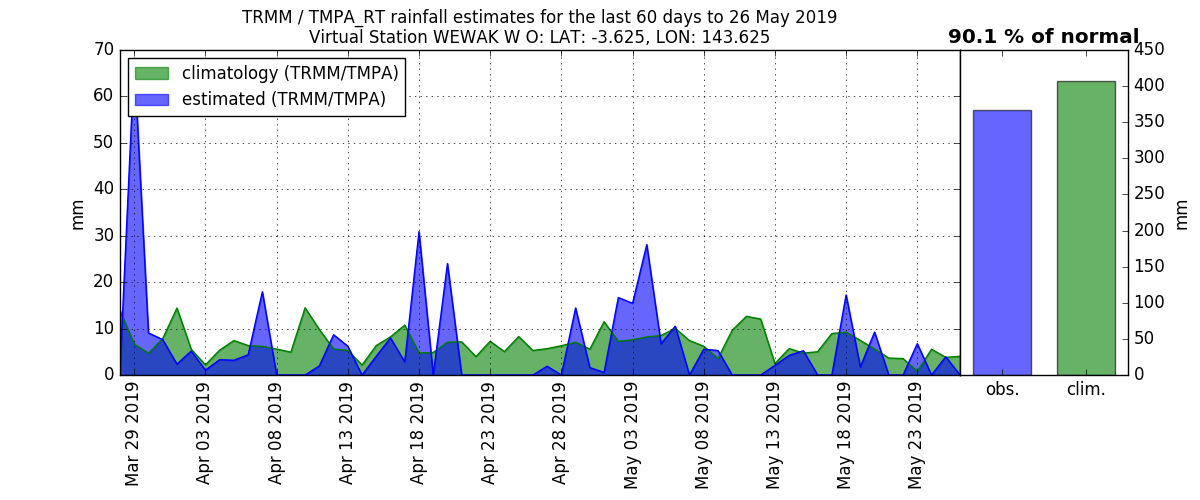 TRMM / TMPA_RT rainfall estimates for the last 60 days to 26 May 2019
Virtual Station WEWAK W O: LAT: -3.625, LON: 143.625
90.1 % of normal
climatology (TRMM/TMPA)
estimated (TRMM/TMPA)
70
60
50
40
30
20
10
0
mm
Mar 29 2019
Apr 03 2019
Apr 08 2019
Apr 13 2019
Apr 18 2019
Apr 23 2019
Apr 28 2019
May 03 2019
May 08 2019
May 13 2019
May 18 2019
May 23 2019
450
400
350
300
250
200
150
100
50
0
mm
obs.
clim.